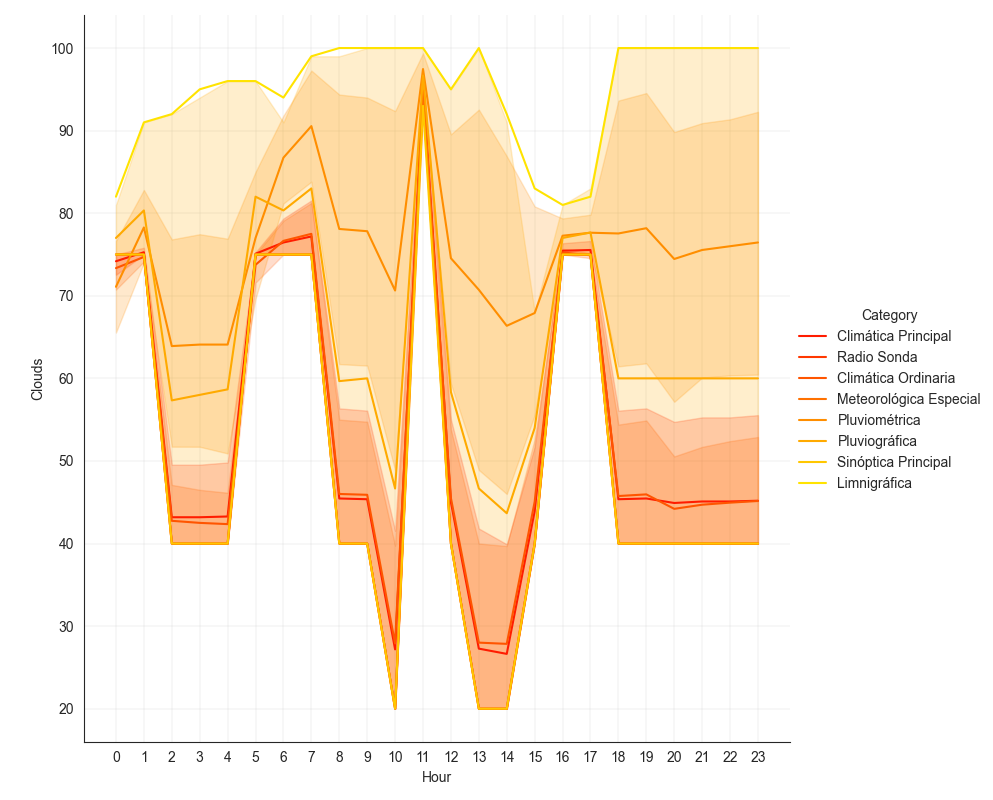 100
90
80
70
60
50
40
30
20
Clouds
0 1 2 3 4 5 6 7 8 9 10 11 12 13 14 15 16 17 18 19 20 21 22 23
Hour
Category
Climática Principal
Radio Sonda
Climática Ordinaria
Meteorológica Especial
Pluviométrica
Pluviográfica
Sinóptica Principal
Limnigráfica